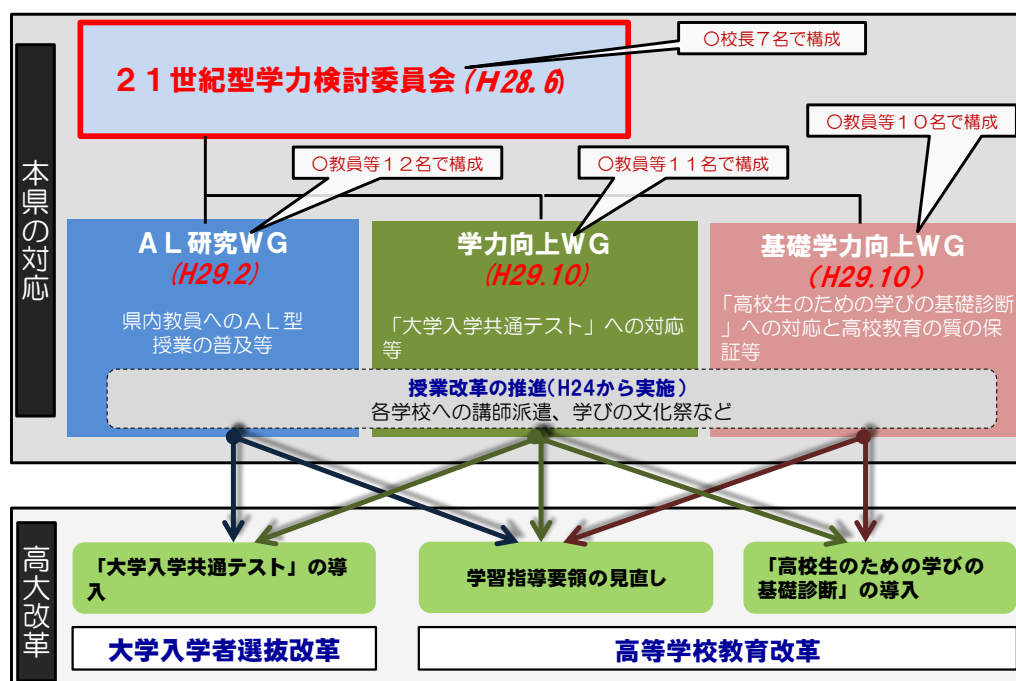 本県の対応
〇校長7名で構成
21世紀型学力検討委員会(H28.6)
〇教員等10名で構成
〇教員等12名で構成
〇教員等11名で構成
AL研究WG
(H29.2)
県内教員へのAL型
授業の普及等
学力向上WG
(H29.10)
「大学入学共通テスト」への対応
等
基礎学力向上WG
(H29.10)
「高校生のための学びの基礎診断
」への対応と高校教育の質の保
証等
授業改革の推進(H24から実施)
各学校への講師派遣、学びの文化祭など
高大改革
「大学入学共通テスト」の導
入
学習指導要領の見直し
「高校生のための学びの
基礎診断」の導入
大学入学者選抜改革
高等学校教育改革